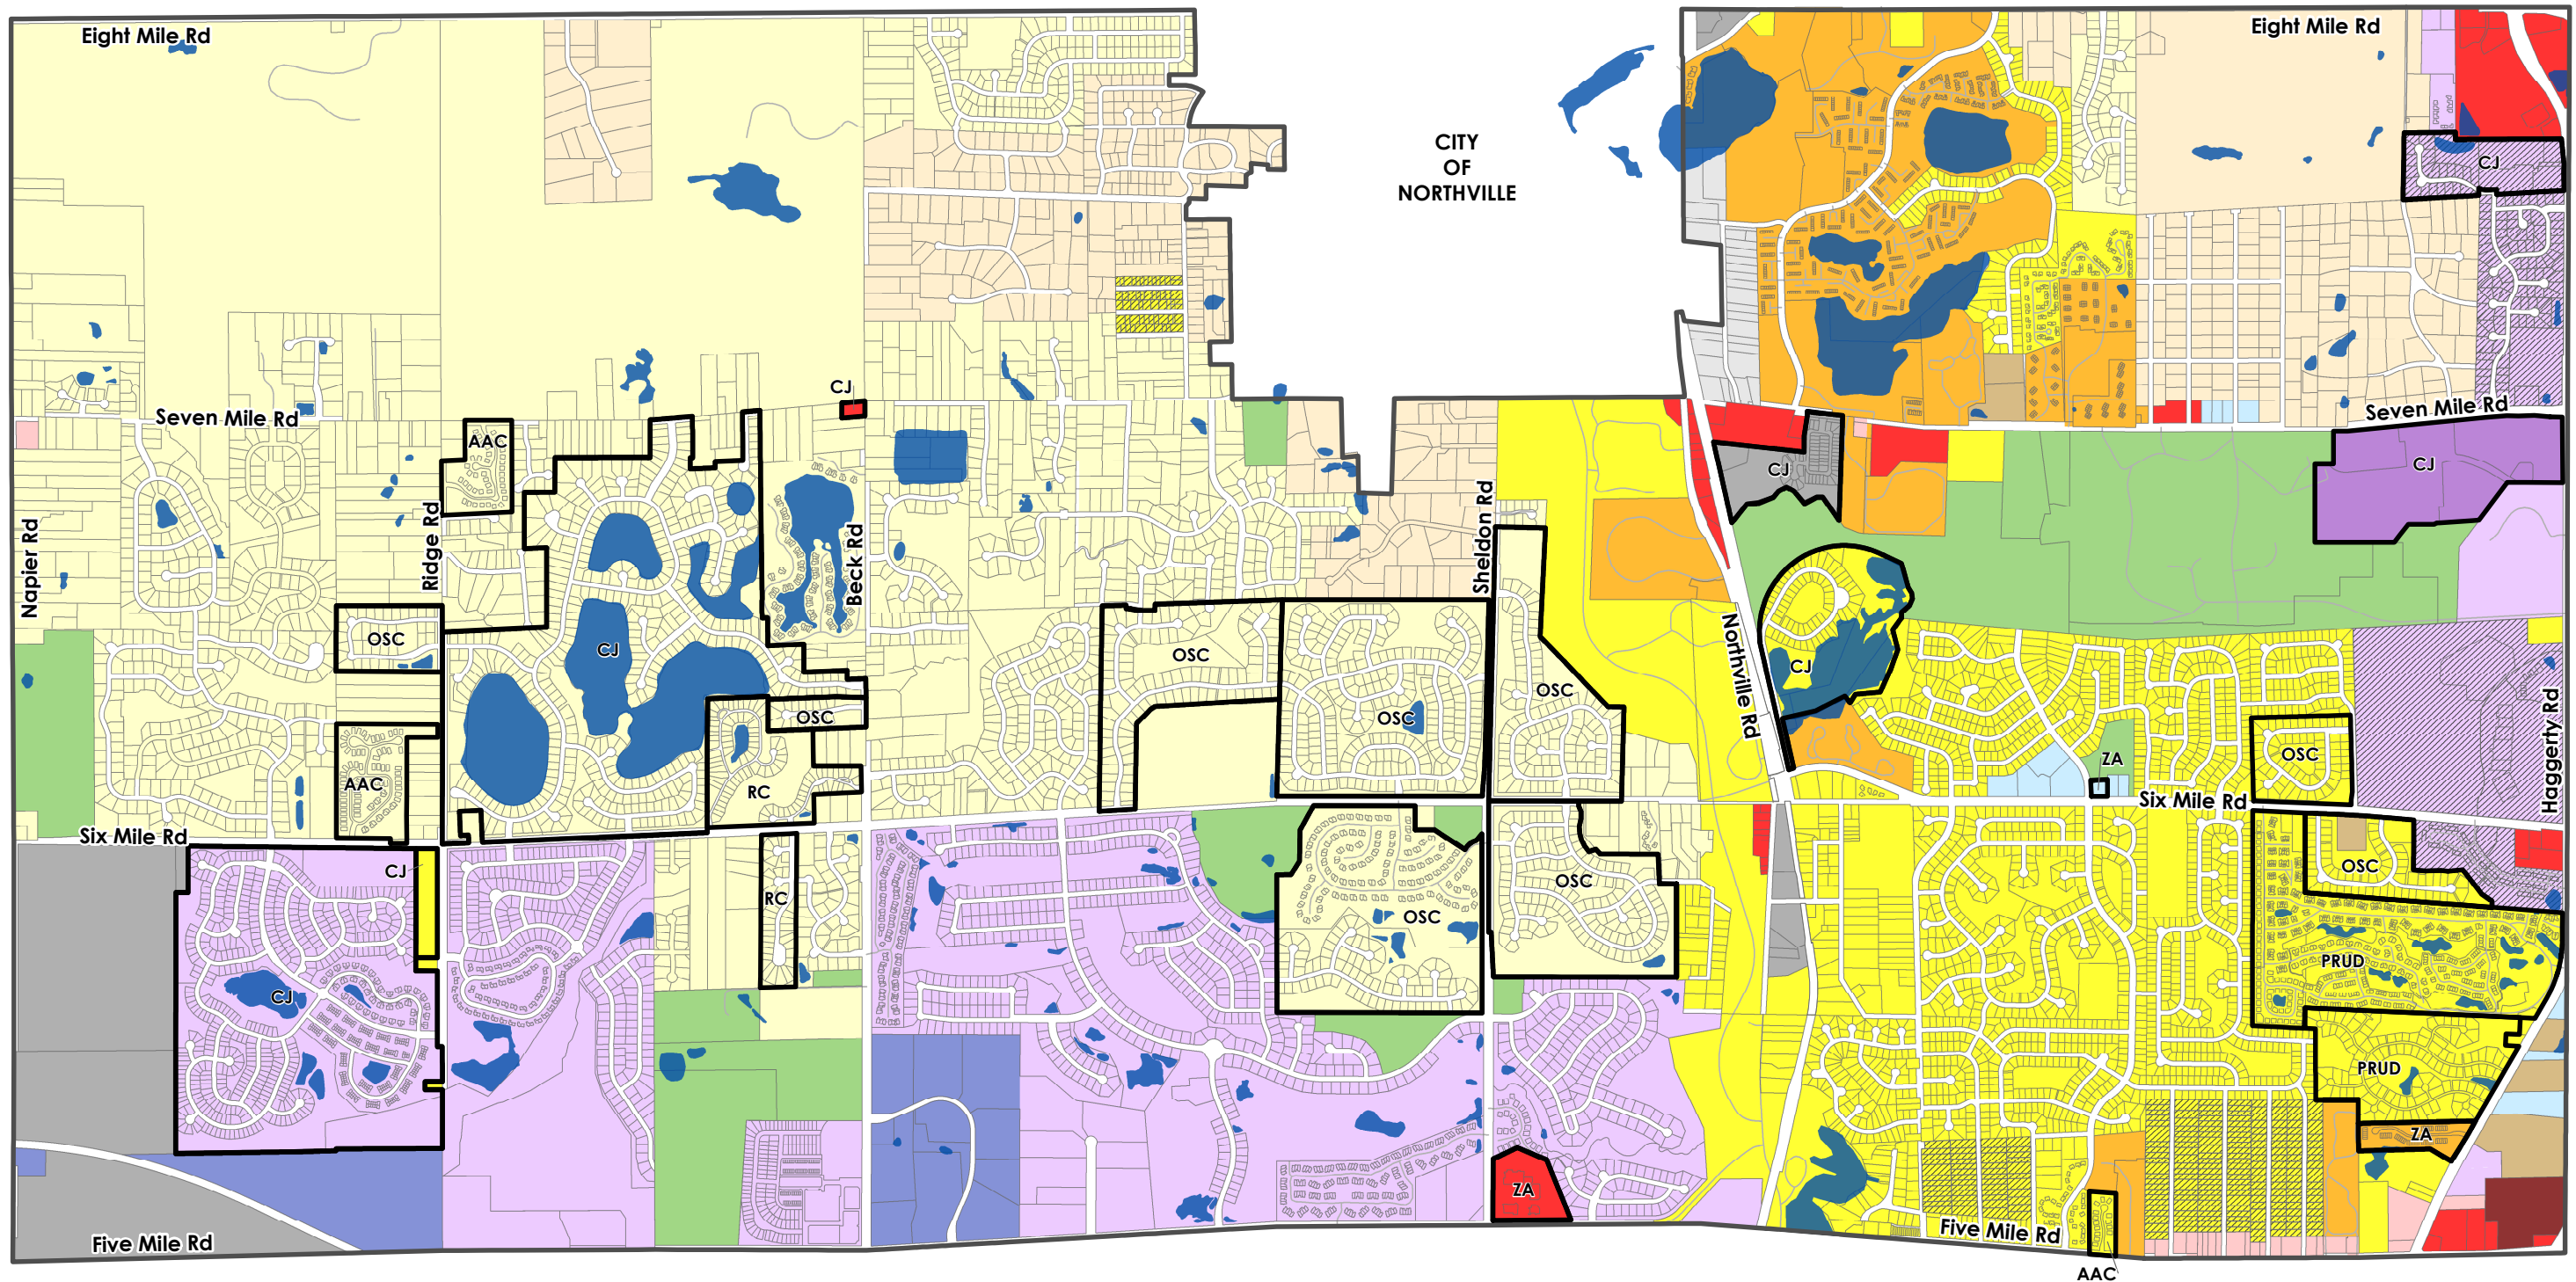 Eight Mile Rd
Eight Mile Rd
CITY
OF
NORTHVILLE
CJ
CJ
Seven Mile Rd
Seven Mile Rd
AAC
CJ
CJ
Napier Rd
Ridge Rd
Beck Rd
Sheldon Rd
Northville Rd
Haggerty Rd
OSC
CJ
OSC
OSC
OSC
CJ
OSC
OSC
ZA
AAC
RC
Six Mile Rd
Six Mile Rd
CJ
RC
OSC
OSC
OSC
CJ
PRUD
PRUD
ZA
ZA
Five Mile Rd
Five Mile Rd
AAC